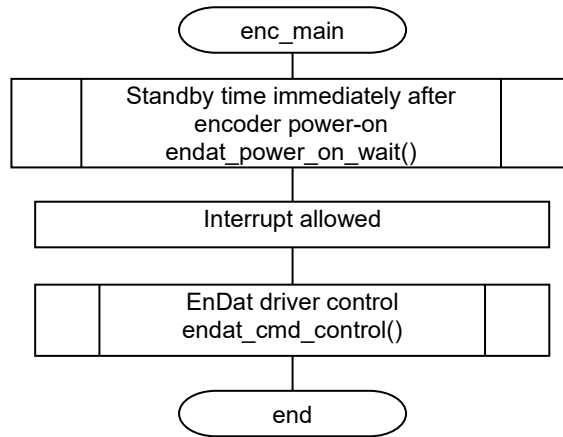 enc_main
Standby time immediately after
encoder power-on
endat_power_on_wait()
Interrupt allowed
EnDat driver control
endat_cmd_control()
end